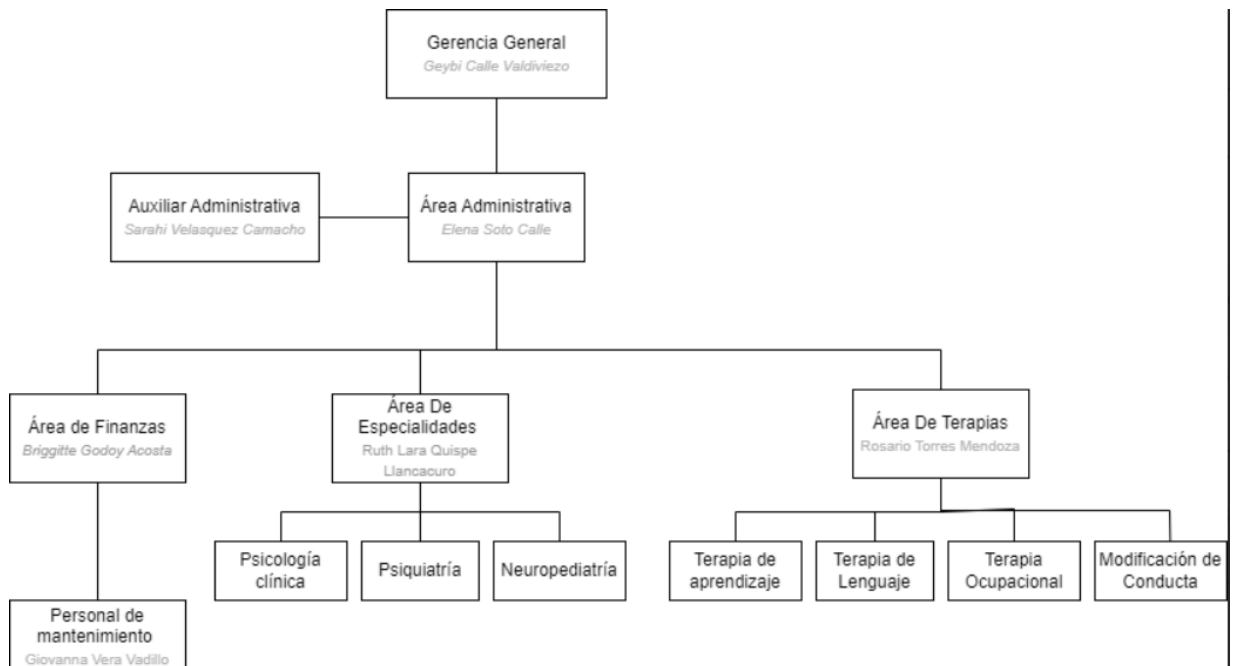 Gerencia General
Geybi Calle Valdiviezo
Auxiliar Administrativa
Sarahi Velasquez Camacho
Área Administrativa
Elena Soto Calle
Área de Finanzas
Briggitte Godoy Acosta
Área De
Especialidades
Ruth Lara Quispe
Llancacuro
Área De Terapias
Rosario Torres Mendoza
Psicología
clínica
Psiquiatría
Neuropediatría
Terapia de
aprendizaje
Terapia de
Lenguaje
Terapia
Ocupacional
Modificación de
Conducta
Personal de
mantenimiento
Giovanna Vera Vadillo